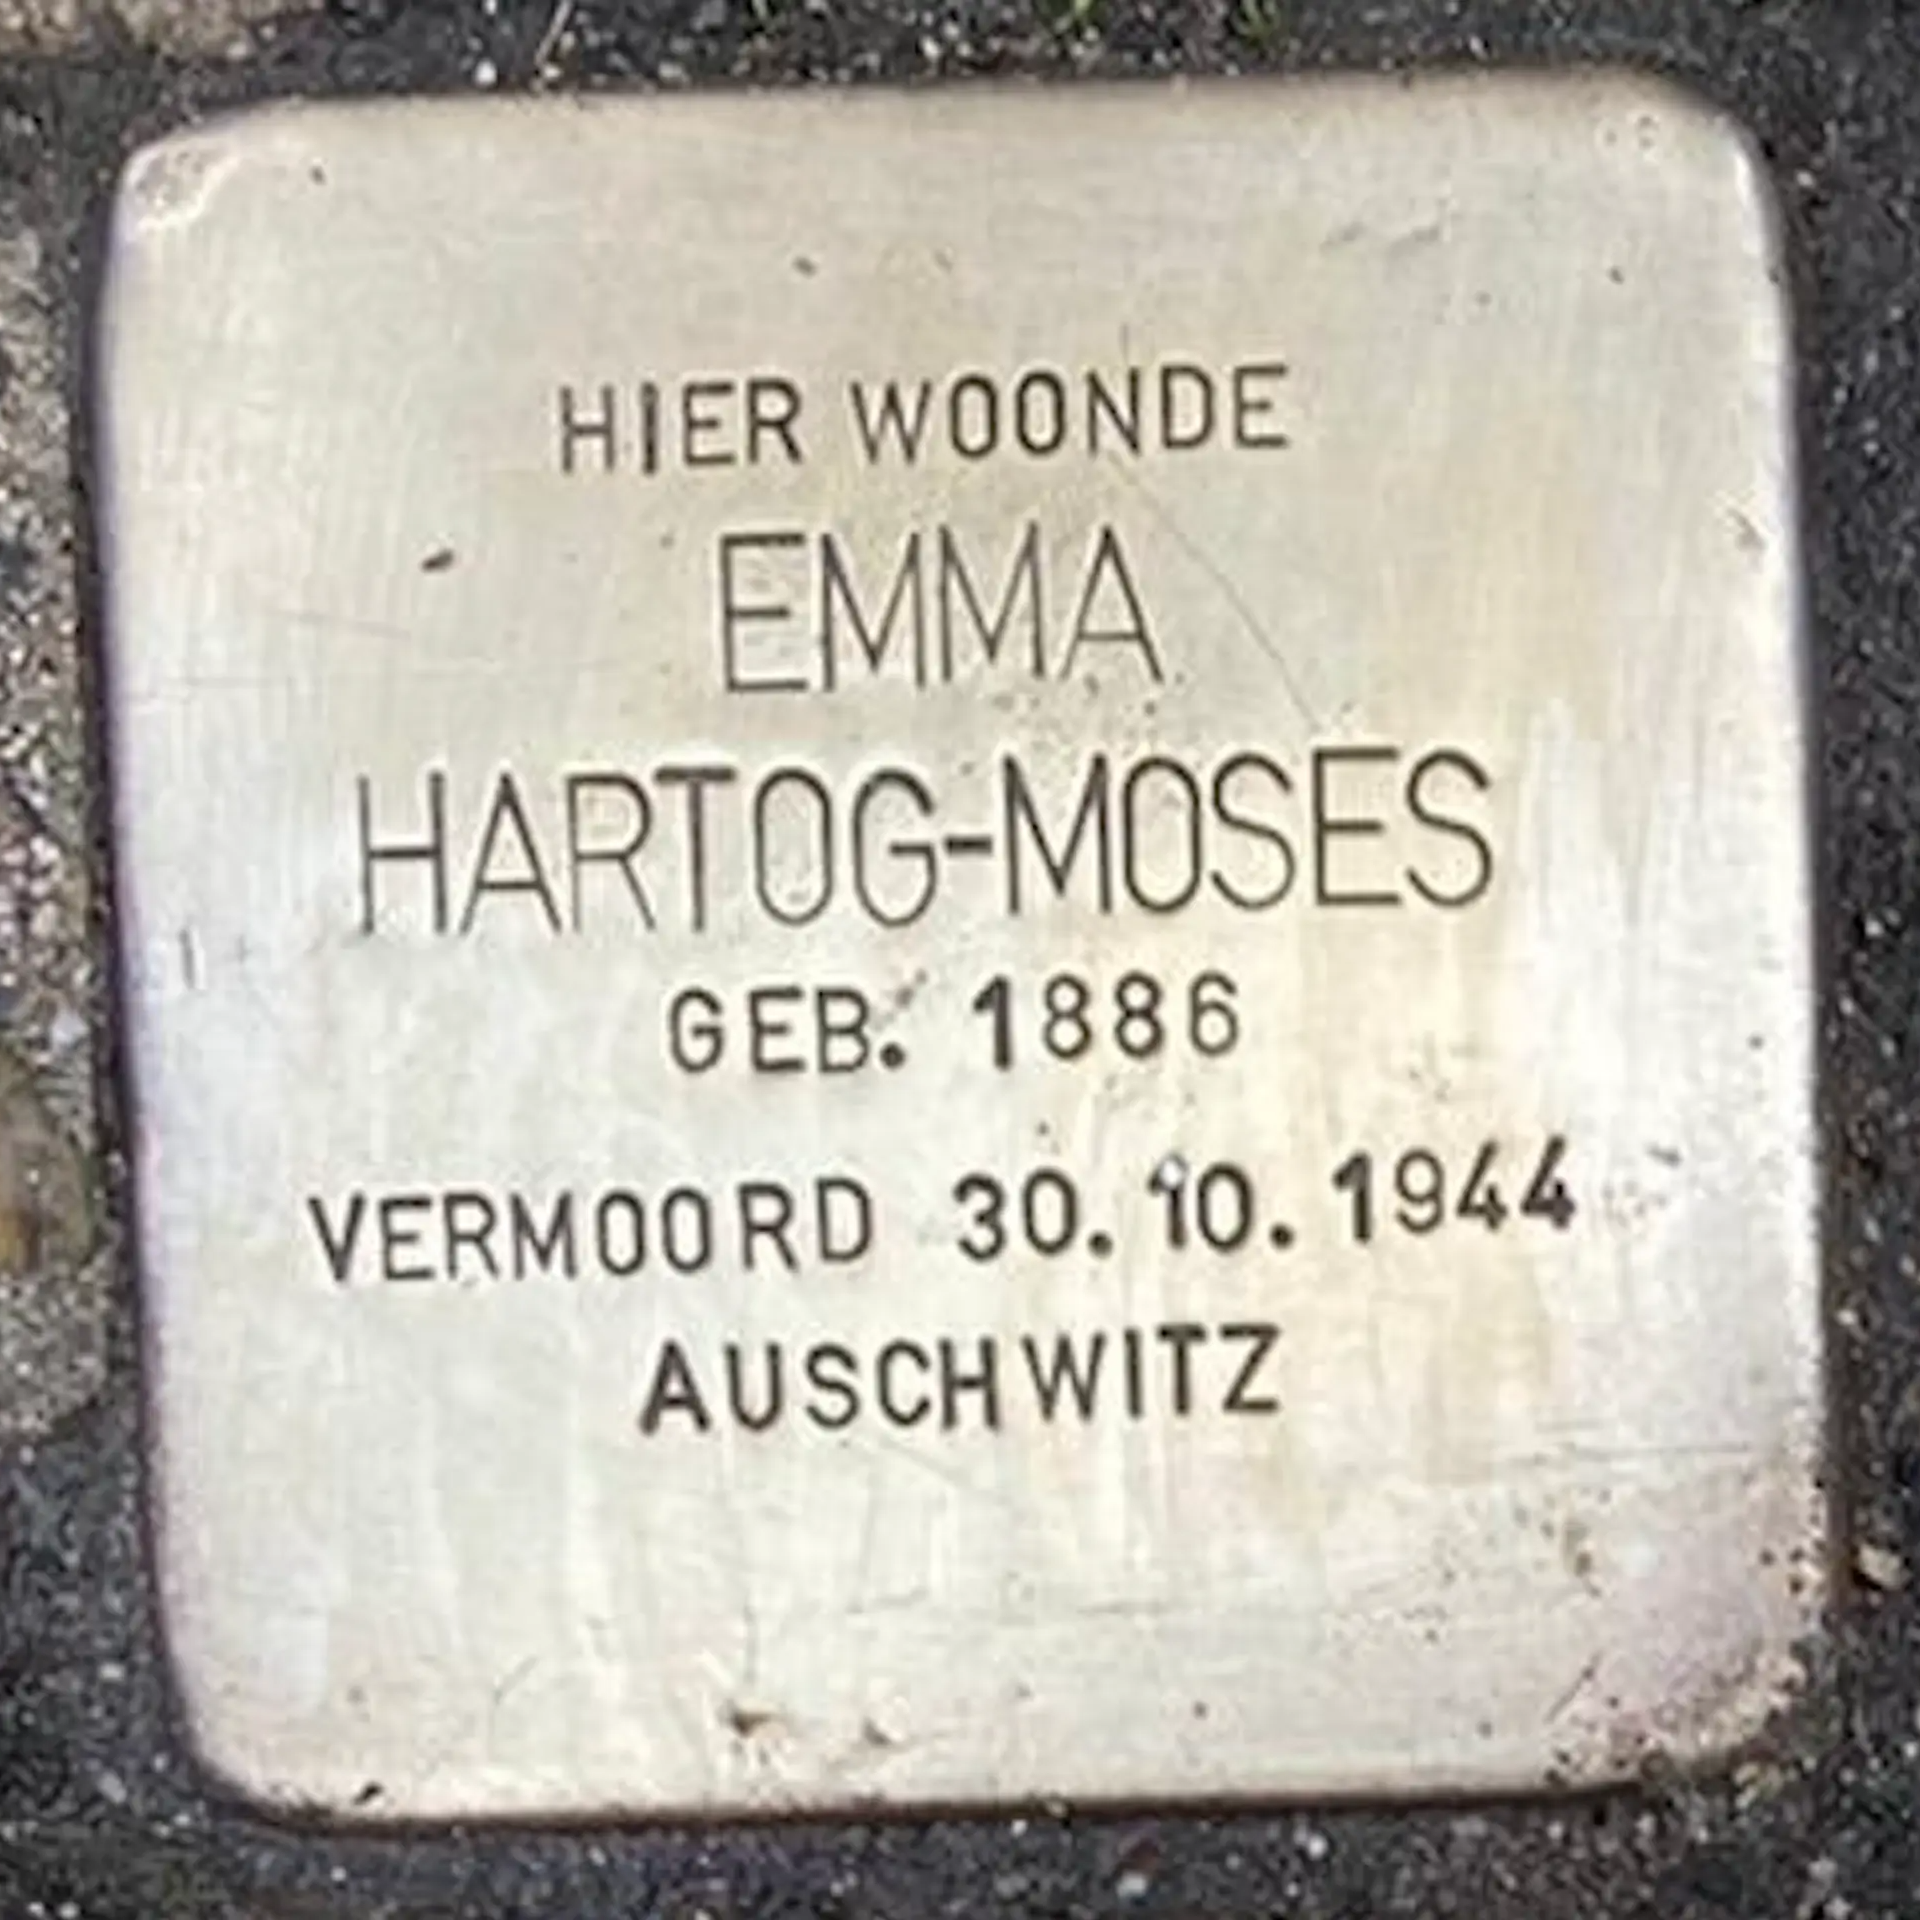 HIER WOONDE
EMMA
HARTOG-MOSES
GEB. 1886
VERMOORD 30.10.1944
AUSCHWITZ